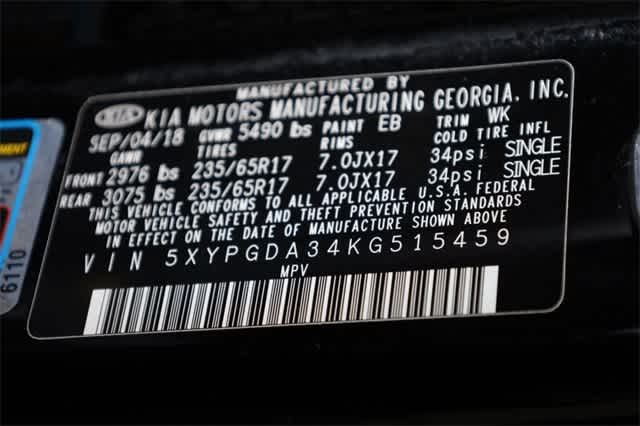 MANUFACTURED BY
KIA KIA MOTORS MANUFACTURING GEORGIA, INC.
SEP/04/18 GVWR 5490 lbs PAINT EB TRIM WK
GAWR TIRES RIMS COLD TIRE INFL
FRONT 2976 lbs 235/65R17 7.0JX17 34psi SINGLE
REAR 3075 lbs 235/65R17 7.0JX17 34psi SINGLE
THIS VEHICLE CONFORMS TO ALL APPLICABLE U.S.A. FEDERAL
MOTOR VEHICLE SAFETY AND THEFT PREVENTION STANDARDS
IN EFFECT ON THE DATE OF MANUFACTURE SHOWN ABOVE
VIN 5XYPGDA34KG515459
MPV
6110